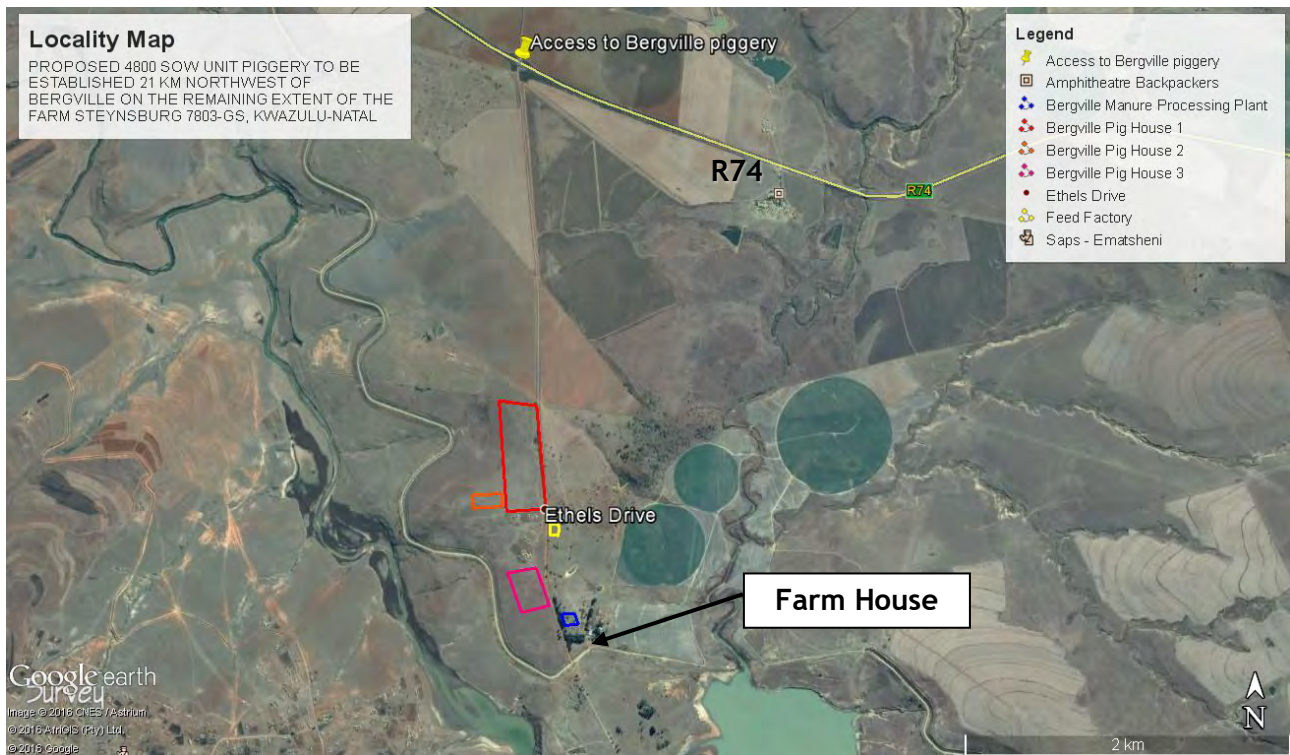 Locality Map
PROPOSED 4800 SOW UNIT PIGGERY TO BE
ESTABLISHED 21 KM NORTHWEST OF
BERGVILLE ON THE REMAINING EXTENT OF THE
FARM STEYNSBURG 7803-GS, KWAZULU-NATAL
Access to Bergville piggery
Legend
Access to Bergville piggery
Amphitheatre Backpackers
Bergville Manure Processing Plant
Bergville Pig House 1
Bergville Pig House 2
Bergville Pig House 3
Ethels Drive
Feed Factory
Saps - Ematsheni
R74
R74
Ethels Drive
Farm House
Google earth
Survey
Image © 2016 CNES / Astrium
© 2016 AfriGIS (Pty) Ltd.
© 2016 Google
N
2 km